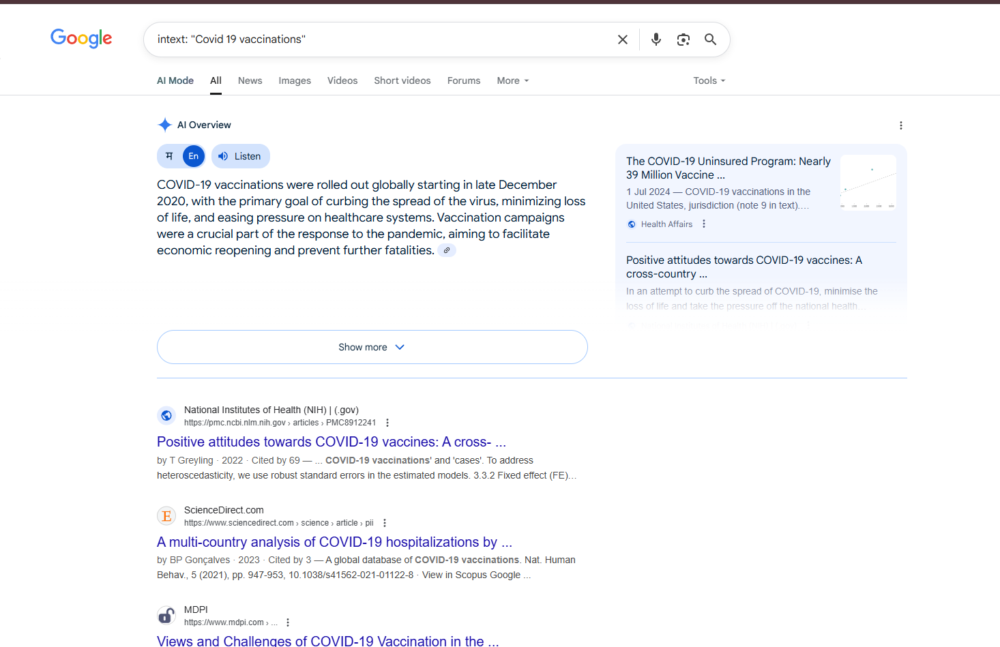 Google
intext: "Covid 19 vaccinations"
AI Mode All News Images Videos Short videos Forums More Tools
AI Overview
म En Listen
COVID-19 vaccinations were rolled out globally starting in late December
2020, with the primary goal of curbing the spread of the virus, minimizing loss
of life, and easing pressure on healthcare systems. Vaccination campaigns
were a crucial part of the response to the pandemic, aiming to facilitate
economic reopening and prevent further fatalities.
The COVID-19 Uninsured Program: Nearly
39 Million Vaccine ...
1 Jul 2024 — COVID-19 vaccinations in the
United States, jurisdiction (note 9 in text)....
Health Affairs
Positive attitudes towards COVID-19 vaccines: A
cross-country ...
In an attempt to curb the spread of COVID-19, minimise the
loss of life and take the pressure off the national health...
Show more
National Institutes of Health (NIH) | (.gov)
https://pmc.ncbi.nlm.nih.gov › articles › PMC8912241
Positive attitudes towards COVID-19 vaccines: A cross- ...
by T Greyling · 2022 · Cited by 69 — ... COVID-19 vaccinations' and 'cases'. To address
heteroscedasticity, we use robust standard errors in the estimated models. 3.3.2 Fixed effect (FE)...
E
ScienceDirect.com
https://www.sciencedirect.com › science › article › pii
A multi-country analysis of COVID-19 hospitalizations by ...
by BP Gonçalves · 2023 · Cited by 3 — A global database of COVID-19 vaccinations. Nat. Human
Behav., 5 (2021), pp. 947-953, 10.1038/s41562-021-01122-8 · View in Scopus Google ...
MDPI
https://www.mdpi.com › ...
Views and Challenges of COVID-19 Vaccination in the ...